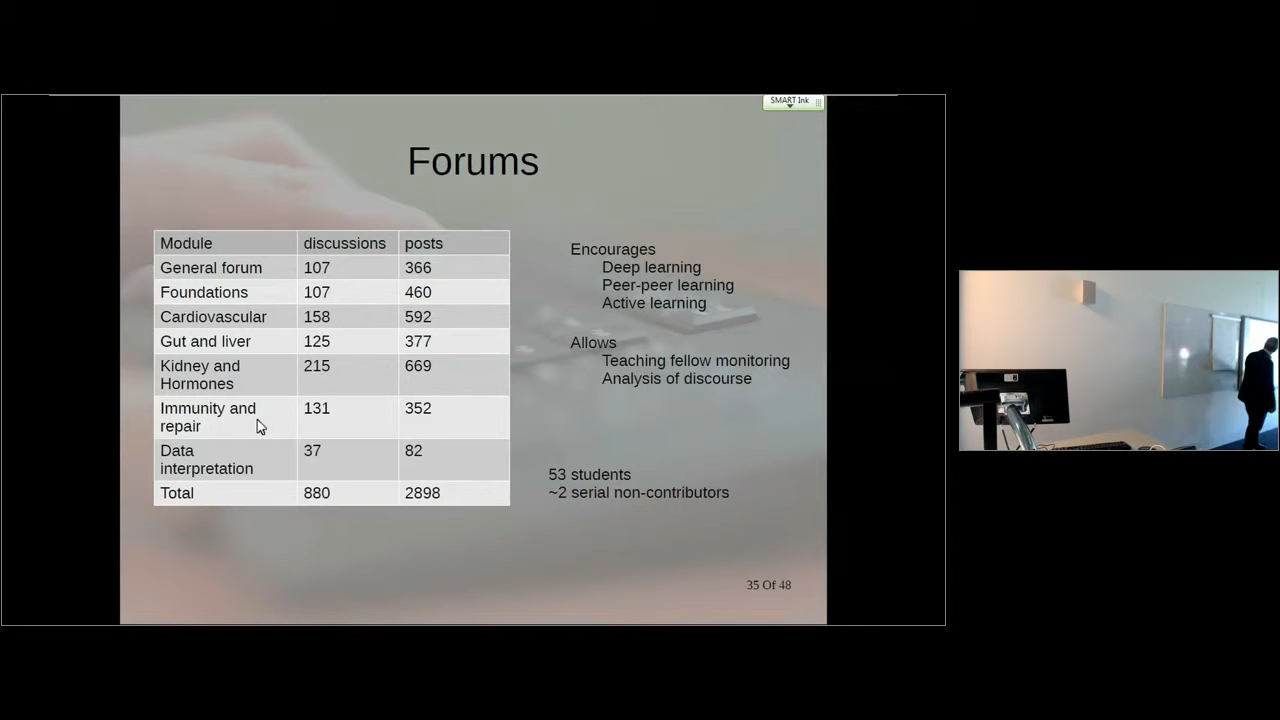 SMART Ink
Forums
Module discussions posts
General forum 107 366
Foundations 107 460
Cardiovascular 158 592
Gut and liver 125 377
Kidney and 215 669
Hormones
Immunity and 131 352
repair
Data 37 82
interpretation
Total 880 2898
Encourages
Deep learning
Peer-peer learning
Active learning
Allows
Teaching fellow monitoring
Analysis of discourse
53 students
~2 serial non-contributors
35 Of 48